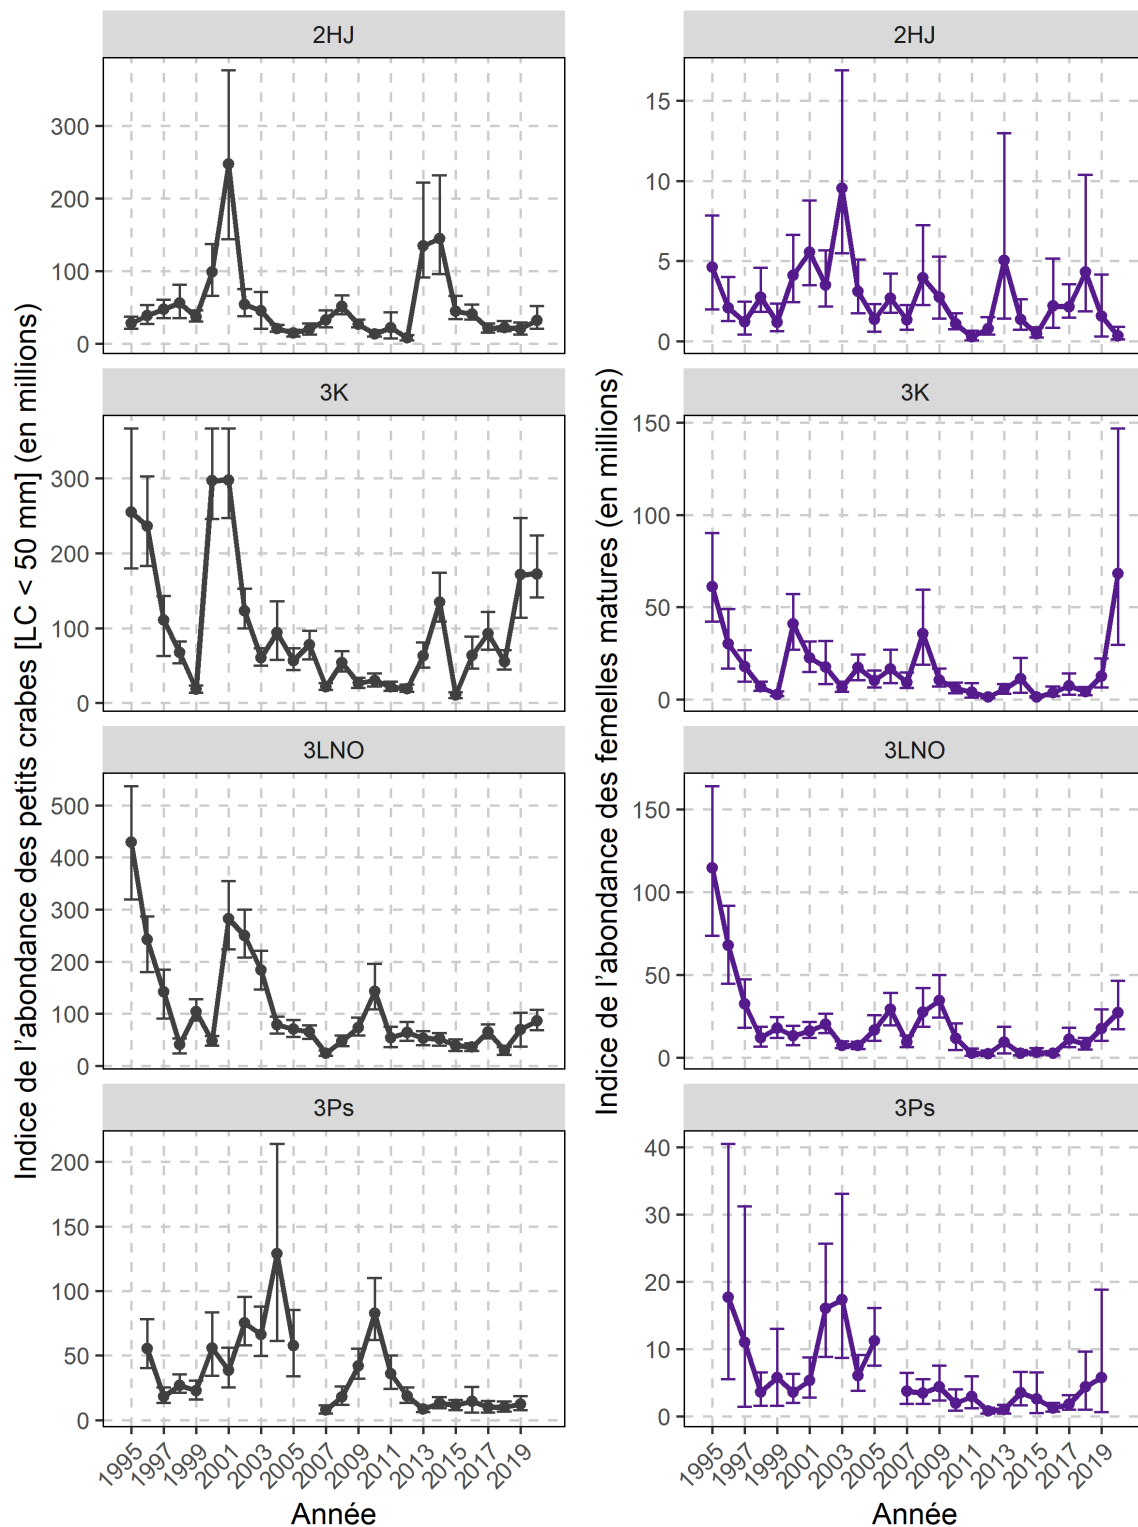 Indice de l'abondance des petits crabes [LC < 50 mm] (en millions)
2HJ
300
200
100
0
3K
300
200
100
0
3LNO
500
400
300
200
100
0
3Ps
200
150
100
50
0
1995 1997 1999 2001 2003 2005 2007 2009 2011 2013 2015 2017 2019
Année
Indice de l'abondance des femelles matures (en millions)
2HJ
15
10
5
0
3K
150
100
50
0
3LNO
150
100
50
0
3Ps
40
30
20
10
0
1995 1997 1999 2001 2003 2005 2007 2009 2011 2013 2015 2017 2019
Année